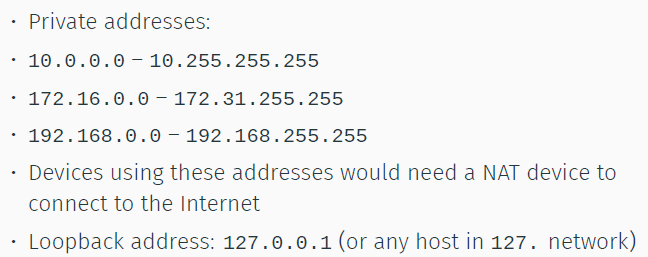 • Private addresses:
• 10.0.0.0 – 10.255.255.255
• 172.16.0.0 – 172.31.255.255
• 192.168.0.0 – 192.168.255.255
• Devices using these addresses would need a NAT device to
connect to the Internet
• Loopback address: 127.0.0.1 (or any host in 127. network)